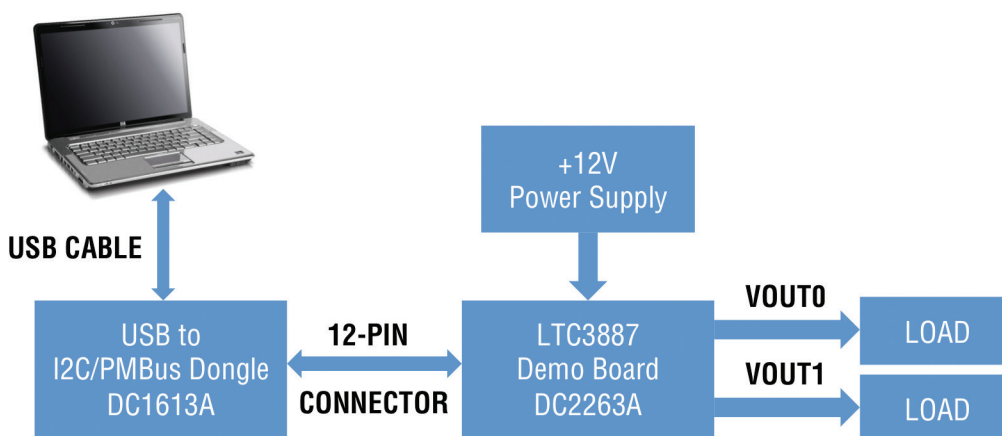 +12V
Power Supply
USB CABLE
USB to
I2C/PMBus Dongle
DC1613A
12-PIN
CONNECTOR
LTC3887
Demo Board
DC2263A
VOUT0
LOAD
VOUT1
LOAD